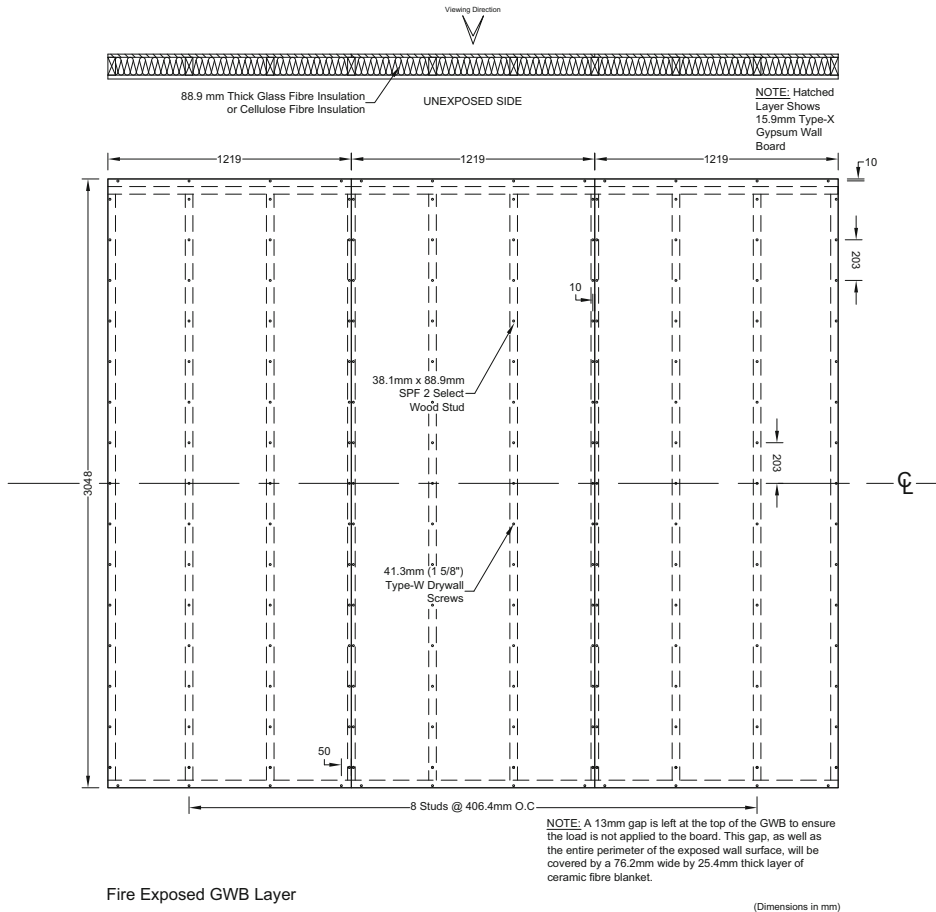 Viewing Direction
88.9 mm Thick Glass Fibre Insulation
or Cellulose Fibre Insulation
UNEXPOSED SIDE
NOTE: Hatched
Layer Shows
15.9mm Type-X
Gypsum Wall
Board
1219
1219
1219
10
203
10
38.1mm x 88.9mm
SPF 2 Select
Wood Stud
203
3048
CL
41.3mm (1 5/8")
Type-W Drywall
Screws
50
8 Studs @ 406.4mm O.C
NOTE: A 13mm gap is left at the top of the GWB to ensure
the load is not applied to the board. This gap, as well as
the entire perimeter of the exposed wall surface, will be
covered by a 76.2mm wide by 25.4mm thick layer of
ceramic fibre blanket.
Fire Exposed GWB Layer
(Dimensions in mm)